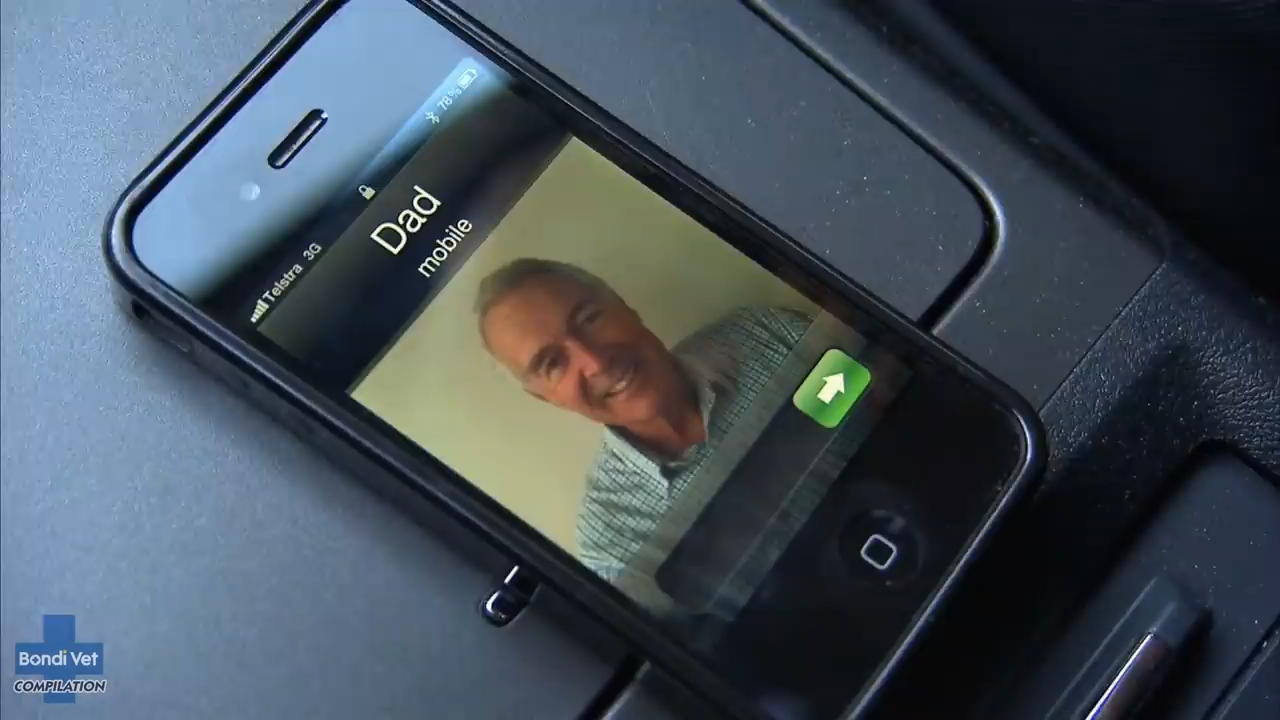 Telstra 3G
78%
Dad
mobile
Bondi Vet
COMPILATION